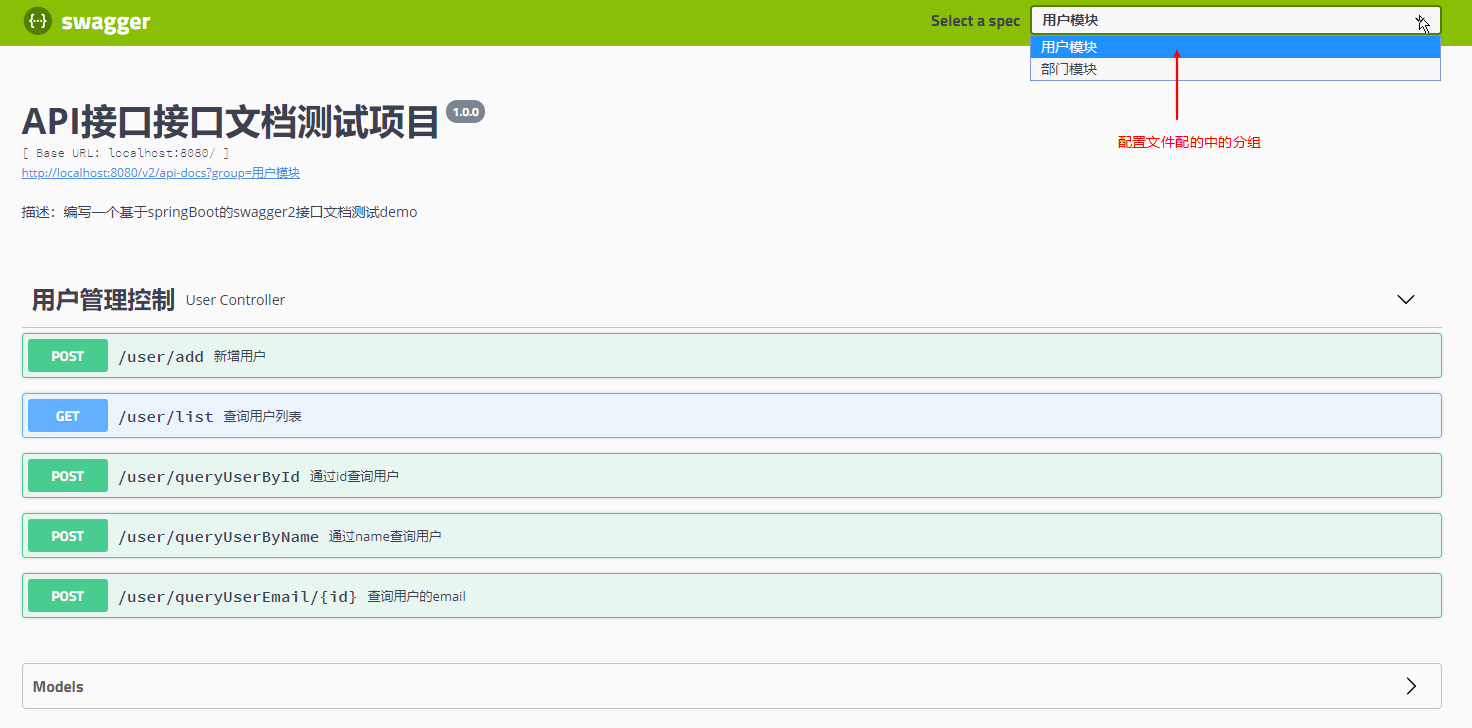 {...} swagger
Select a spec 用户模块
用户模块
部门模块
配置文件配的中的分组
API接口接口文档测试项目 1.0.0
[ Base URL: localhost:8080/ ]
http://localhost:8080/v2/api-docs?group=用户模块
描述：编写一个基于springBoot的swagger2接口文档测试demo
用户管理控制 User Controller
POST /user/add 新增用户
GET /user/list 查询用户列表
POST /user/queryUserById 通过id查询用户
POST /user/queryUserByName 通过name查询用户
POST /user/queryUserEmail/{id} 查询用户的email
Models